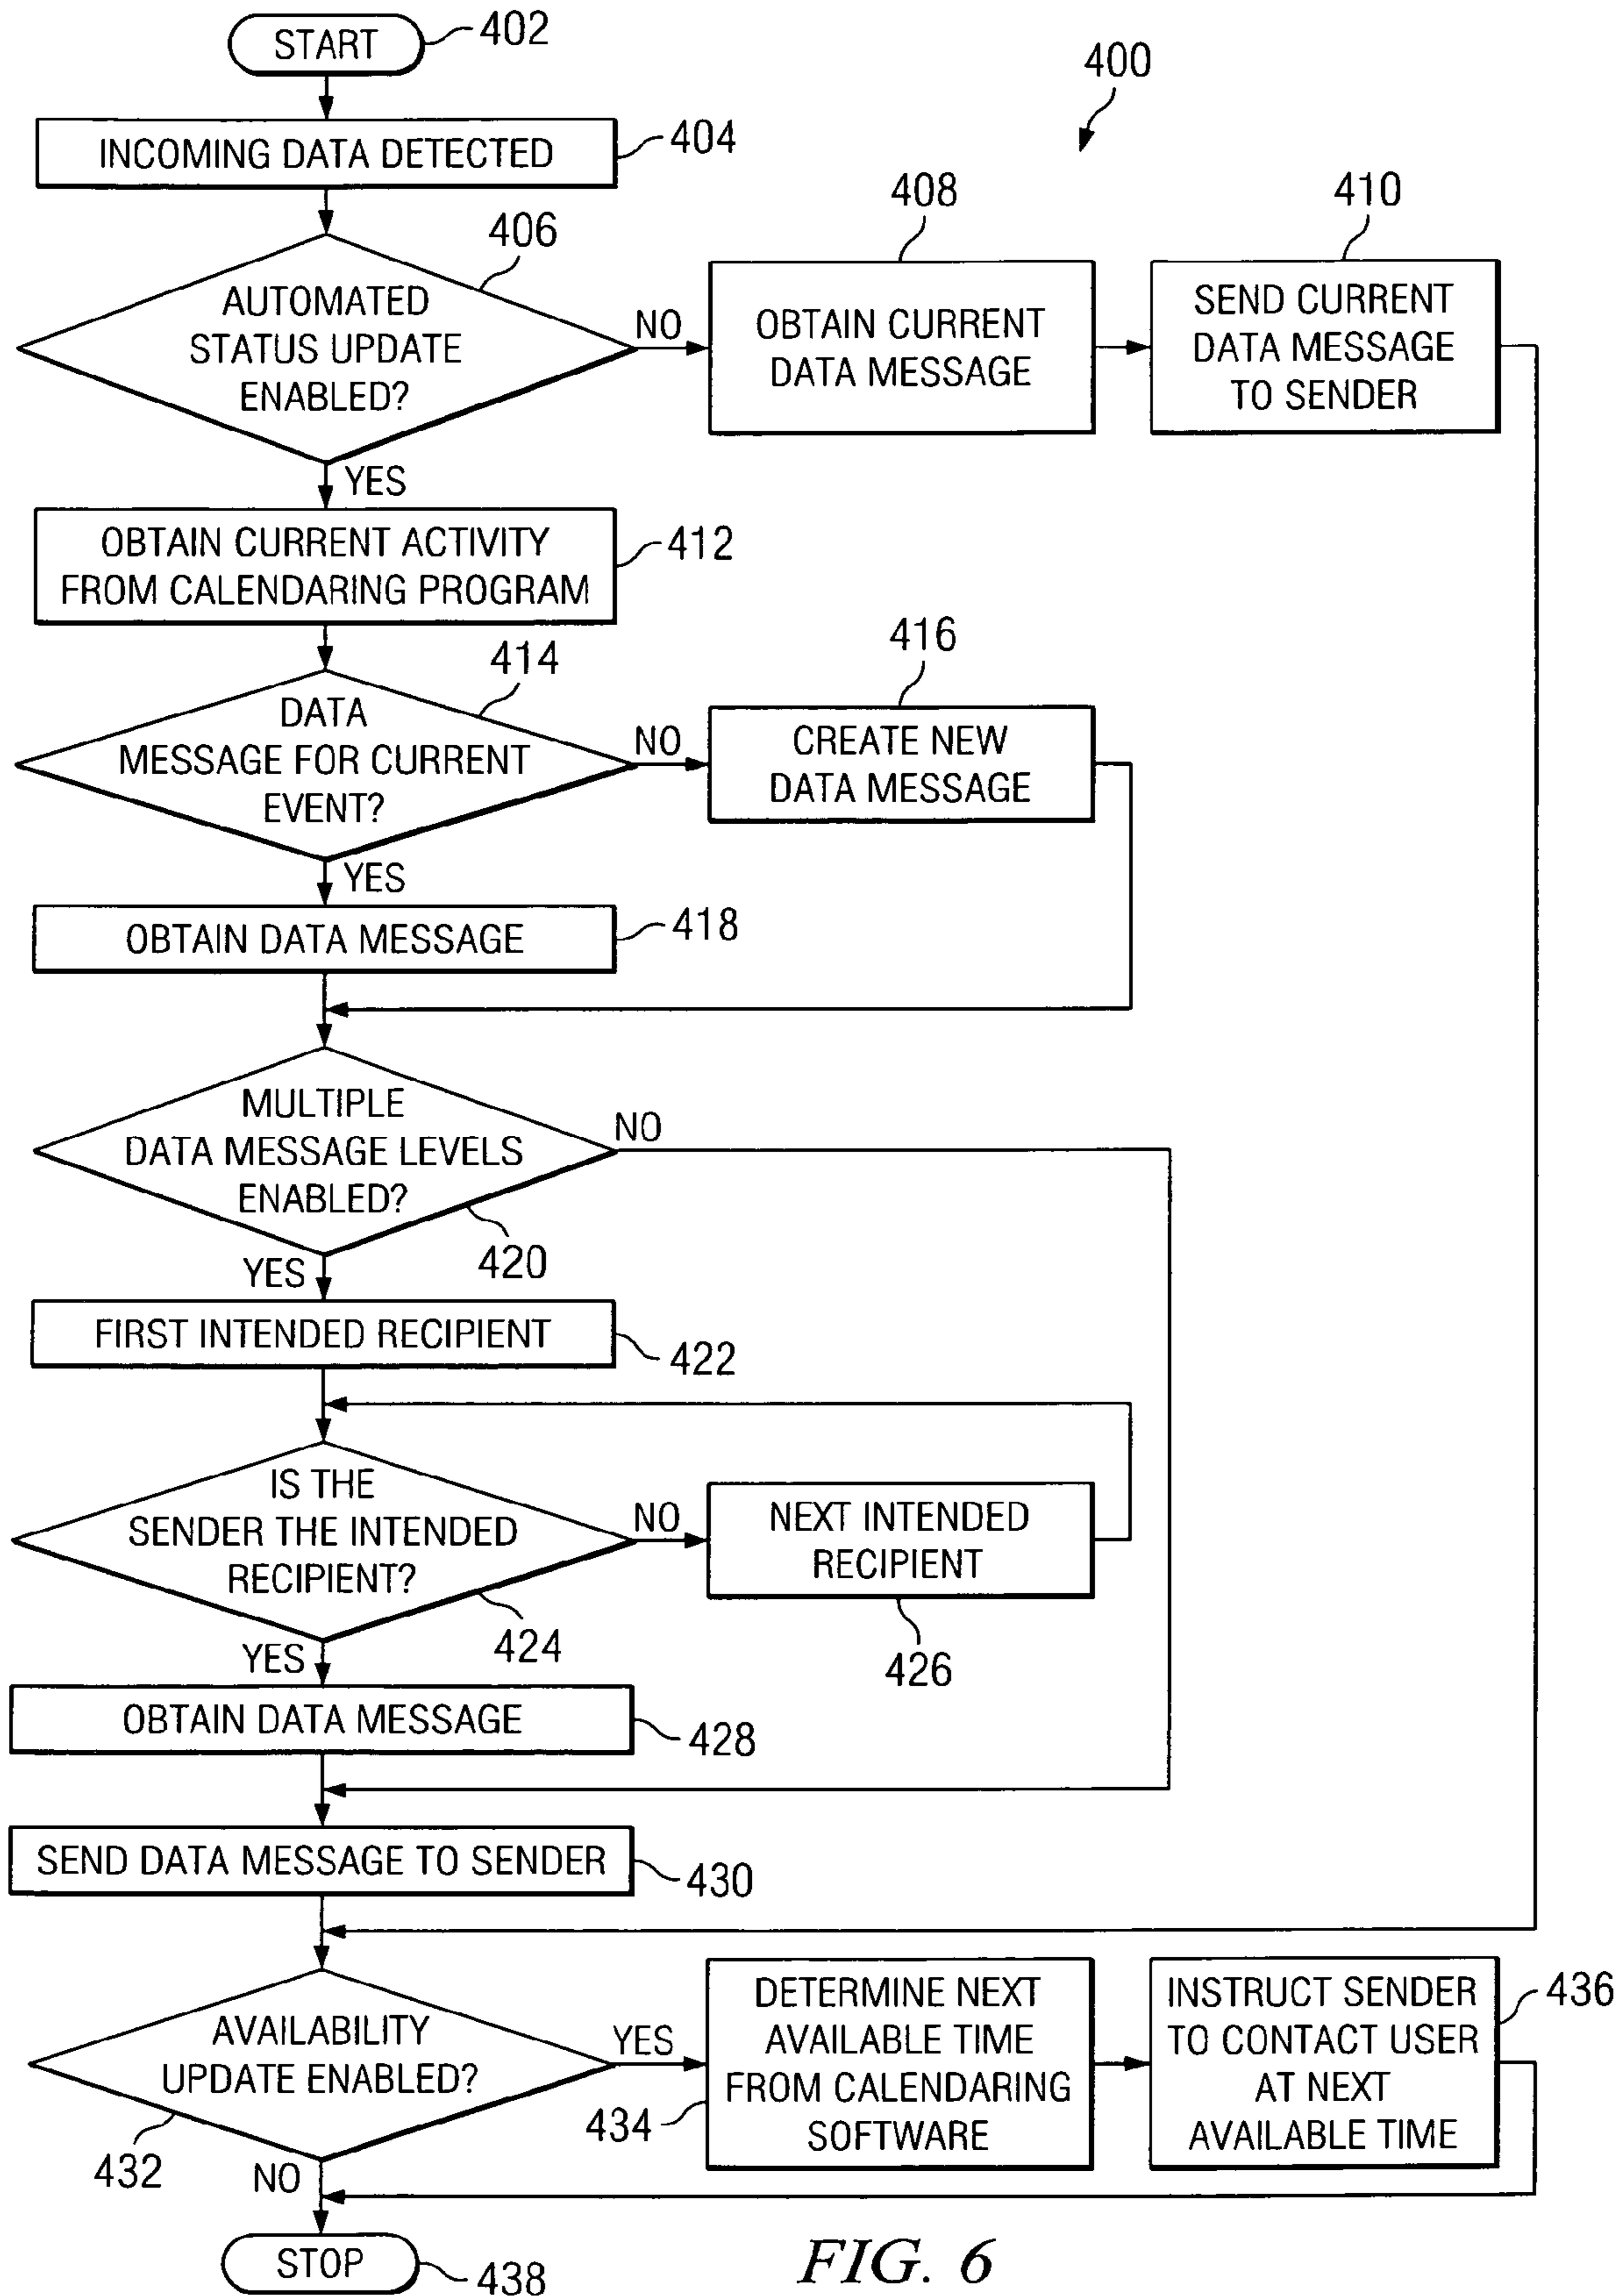 START
402
400
INCOMING DATA DETECTED
404
406
408
410
AUTOMATED
STATUS UPDATE
ENABLED?
NO
OBTAIN CURRENT
DATA MESSAGE
SEND CURRENT
DATA MESSAGE
TO SENDER
YES
OBTAIN CURRENT ACTIVITY
FROM CALENDARING PROGRAM
412
414
416
DATA
MESSAGE FOR CURRENT
EVENT?
NO
CREATE NEW
DATA MESSAGE
YES
OBTAIN DATA MESSAGE
418
MULTIPLE
DATA MESSAGE LEVELS
ENABLED?
NO
420
YES
FIRST INTENDED RECIPIENT
422
IS THE
SENDER THE INTENDED
RECIPIENT?
NO
NEXT INTENDED
RECIPIENT
424
426
YES
OBTAIN DATA MESSAGE
428
SEND DATA MESSAGE TO SENDER
430
AVAILABILITY
UPDATE ENABLED?
YES
432
DETERMINE NEXT
AVAILABLE TIME
FROM CALENDARING
SOFTWARE
434
INSTRUCT SENDER
TO CONTACT USER
AT NEXT
AVAILABLE TIME
436
NO
STOP
438
FIG. 6